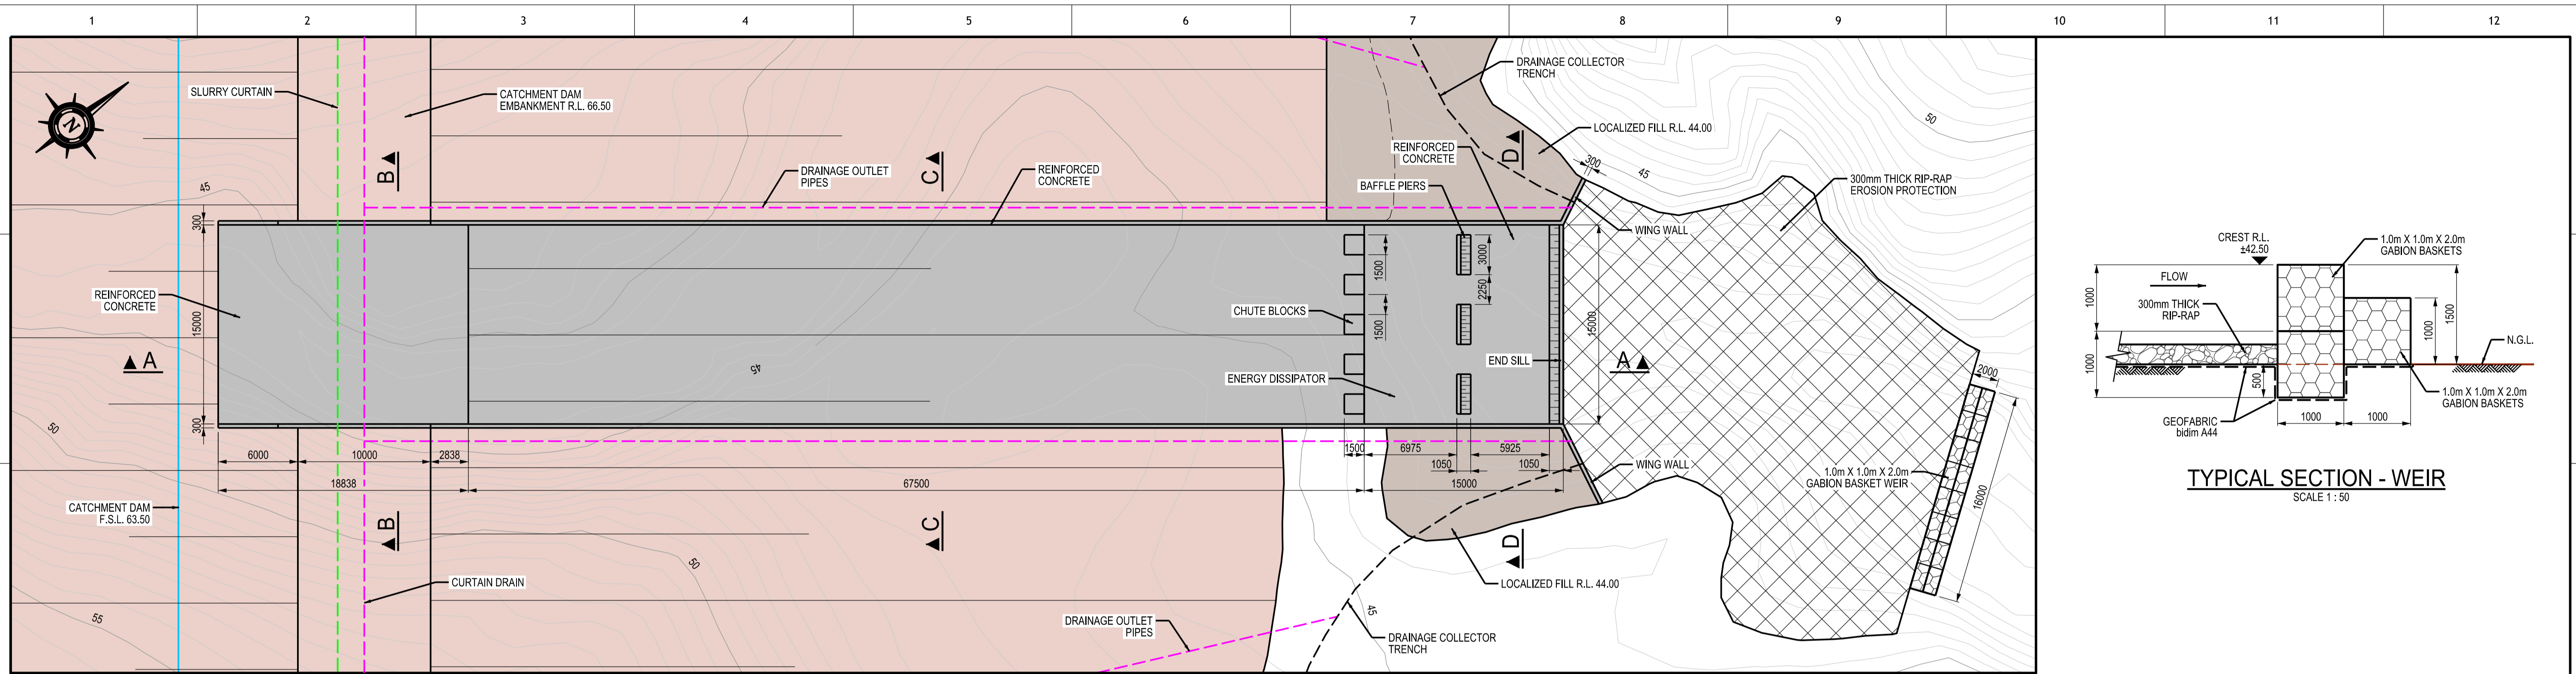 1 2 3 4 5 6 7 8 9 10 11 12
N
SLURRY CURTAIN
CATCHMENT DAM
EMBANKMENT R.L. 66.50
DRAINAGE OUTLET
PIPES
REINFORCED
CONCRETE
DRAINAGE COLLECTOR
TRENCH
LOCALIZED FILL R.L. 44.00
REINFORCED
CONCRETE
BAFFLE PIERS
300
45
50
300mm THICK RIP-RAP
EROSION PROTECTION
WING WALL
B
C
D
45
300
REINFORCED
CONCRETE
15000
A
300
50
55
6000
10000
2838
18838
67500
CATCHMENT DAM
F.S.L. 63.50
B
CURTAIN DRAIN
45
50
C
CHUTE BLOCKS
ENERGY DISSIPATOR
1500
1500
3000
2250
END SILL
15000
A
1500
6975
5925
1050
1050
15000
WING WALL
D
LOCALIZED FILL R.L. 44.00
45
DRAINAGE OUTLET
PIPES
DRAINAGE COLLECTOR
TRENCH
1.0m X 1.0m X 2.0m
GABION BASKET WEIR
2000
16000
CREST R.L.
±42.50
1.0m X 1.0m X 2.0m
GABION BASKETS
FLOW
300mm THICK
RIP-RAP
1000
1000
500
1000
1500
N.G.L.
1.0m X 1.0m X 2.0m
GABION BASKETS
GEOFABRIC
bidim A44
1000
1000
TYPICAL SECTION - WEIR
SCALE 1 : 50